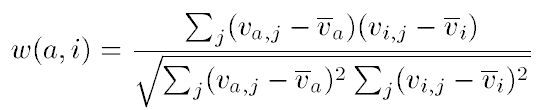 w(a, i) = \frac{\sum_j (v_{a,j} - \overline{v}_a)(v_{i,j} - \overline{v}_i)}{\sqrt{\sum_j (v_{a,j} - \overline{v}_a)^2 \sum_j (v_{i,j} - \overline{v}_i)^2}}